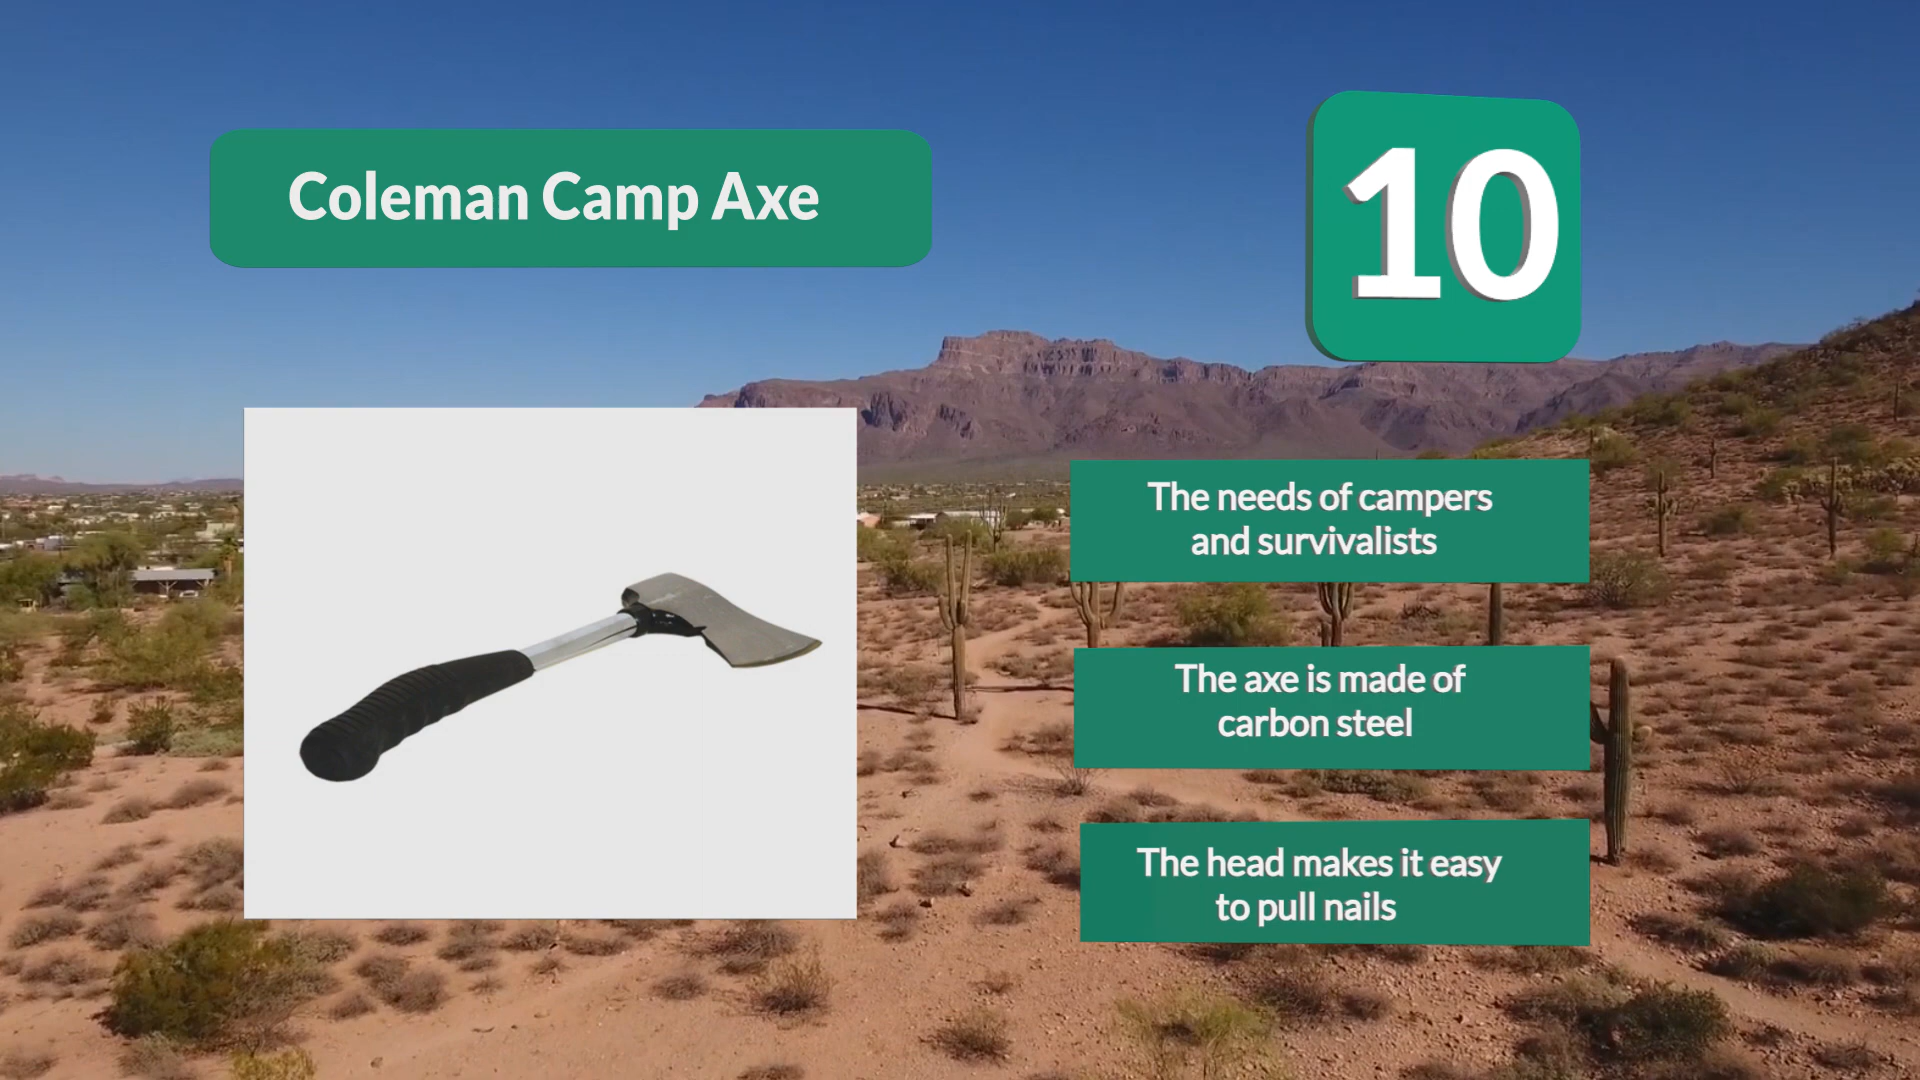 Coleman Camp Axe
10
The needs of campers
and survivalists
The axe is made of
carbon steel
The head makes it easy
to pull nails